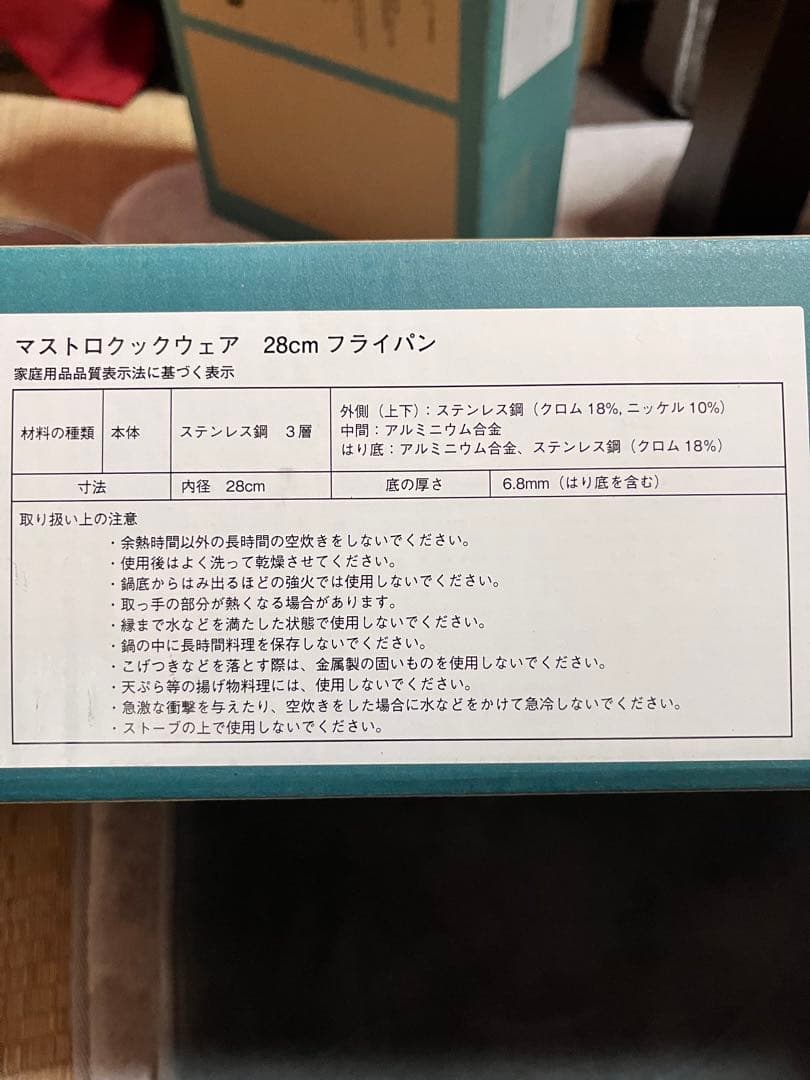 マストロクックウェア　28cm フライパン
家庭用品品質表示法に基づく表示
材料の種類 本体 ステンレス鋼　3層
外側（上下）：ステンレス鋼（クロム 18%, ニッケル 10%）
中間：アルミニウム合金
はり底：アルミニウム合金、ステンレス鋼（クロム 18%）
寸法 内径　28cm 底の厚さ 6.8mm（はり底を含む）
取り扱い上の注意
・余熱時間以外の長時間の空炊きをしないでください。
・使用後はよく洗って乾燥させてください。
・鍋底からはみ出るほどの強火では使用しないでください。
・取っ手の部分が熱くなる場合があります。
・縁まで水などを満たした状態で使用しないでください。
・鍋の中に長時間料理を保存しないでください。
・こげつきなどを落とす際は、金属製の固いものを使用しないでください。
・天ぷら等の揚げ物料理には、使用しないでください。
・急激な衝撃を与えたり、空炊きをした場合に水などをかけて急冷しないでください。
・ストーブの上で使用しないでください。